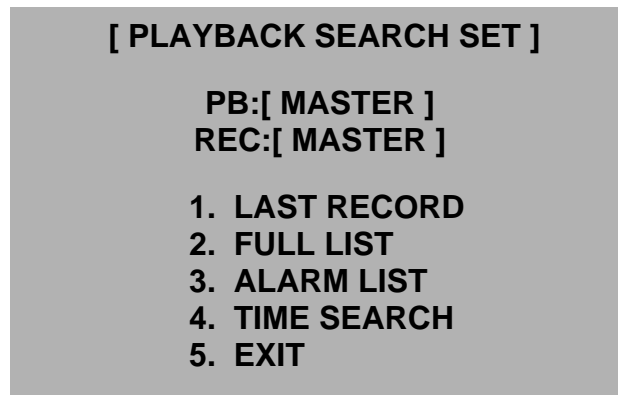 [ PLAYBACK SEARCH SET ]
PB:[ MASTER ]
REC:[ MASTER ]
1. LAST RECORD
2. FULL LIST
3. ALARM LIST
4. TIME SEARCH
5. EXIT